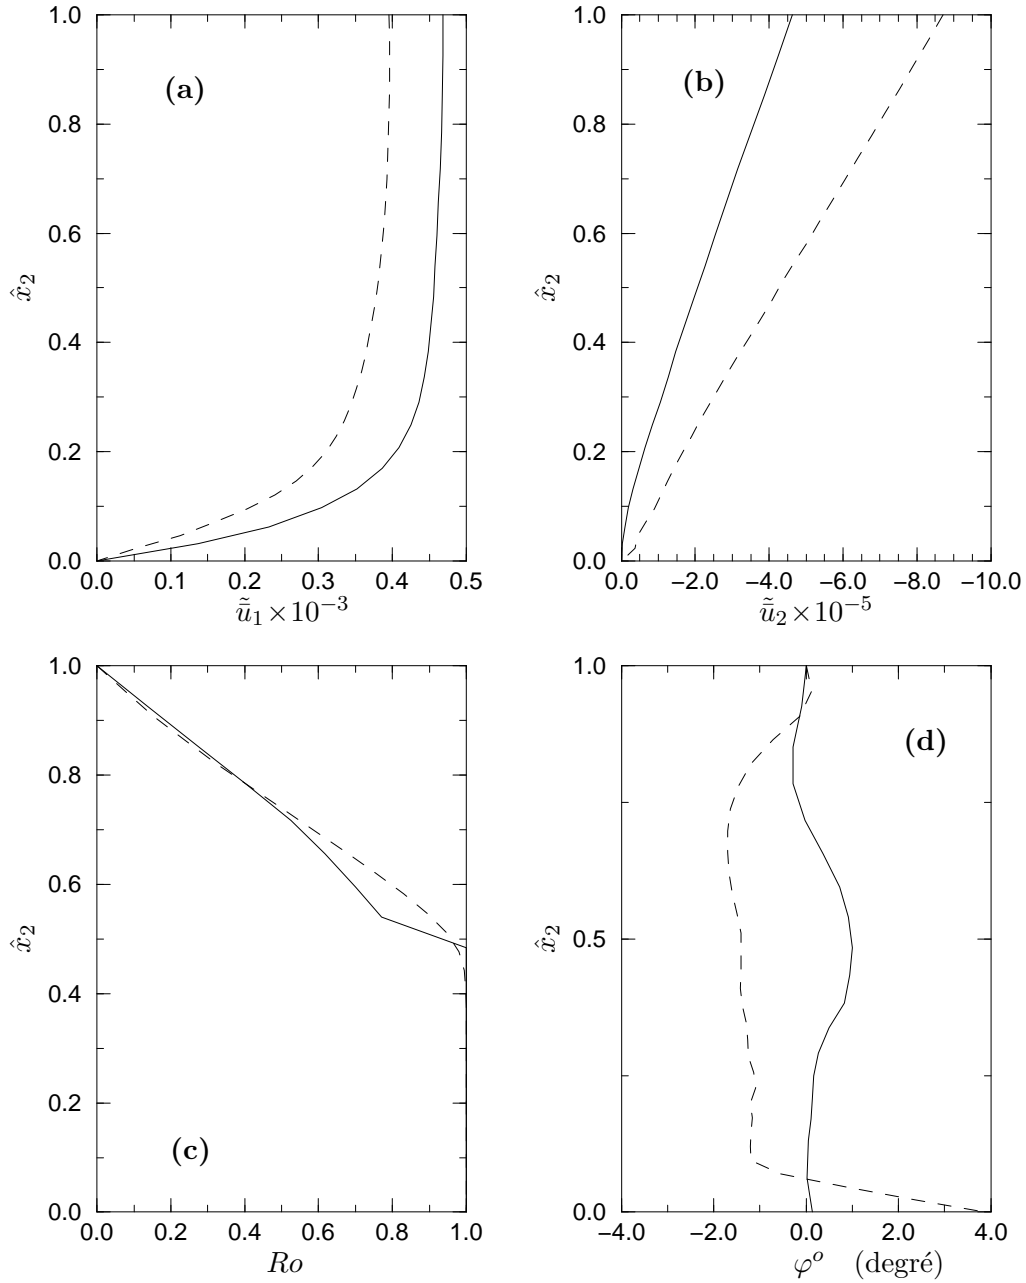 1.0
0.8
0.6
0.4
0.2
0.0
x̂₂
(a)
0.0 0.1 0.2 0.3 0.4 0.5
ũ̄₁×10⁻³
1.0
0.8
0.6
0.4
0.2
0.0
x̂₂
(b)
0.0 −2.0 −4.0 −6.0 −8.0 −10.0
ũ̄₂×10⁻⁵
1.0
0.8
0.6
0.4
0.2
0.0
x̂₂
(c)
0.0 0.2 0.4 0.6 0.8 1.0
Ro
1.0
0.5
0.0
x̂₂
(d)
−4.0 −2.0 0.0 2.0 4.0
φᵒ (degré)